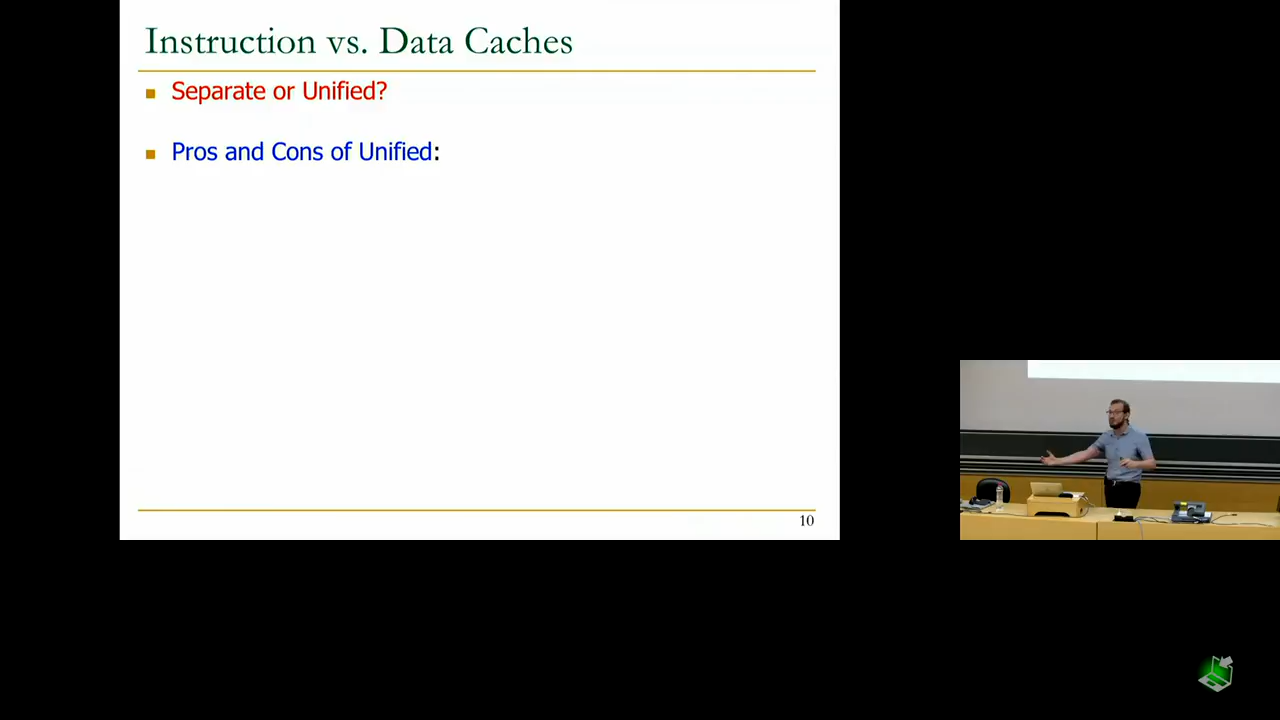 Instruction vs. Data Caches
Separate or Unified?
Pros and Cons of Unified:
10